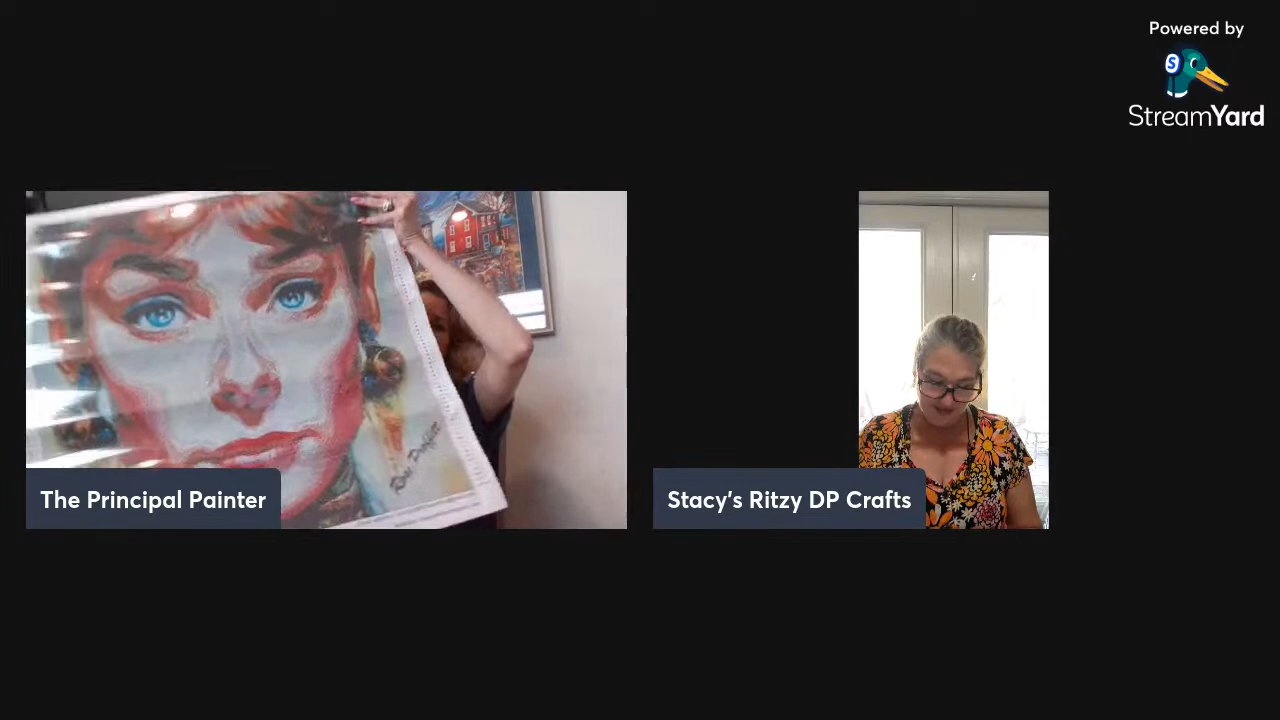 Powered by
S
StreamYard
The Principal Painter
Stacy's Ritzy DP Crafts